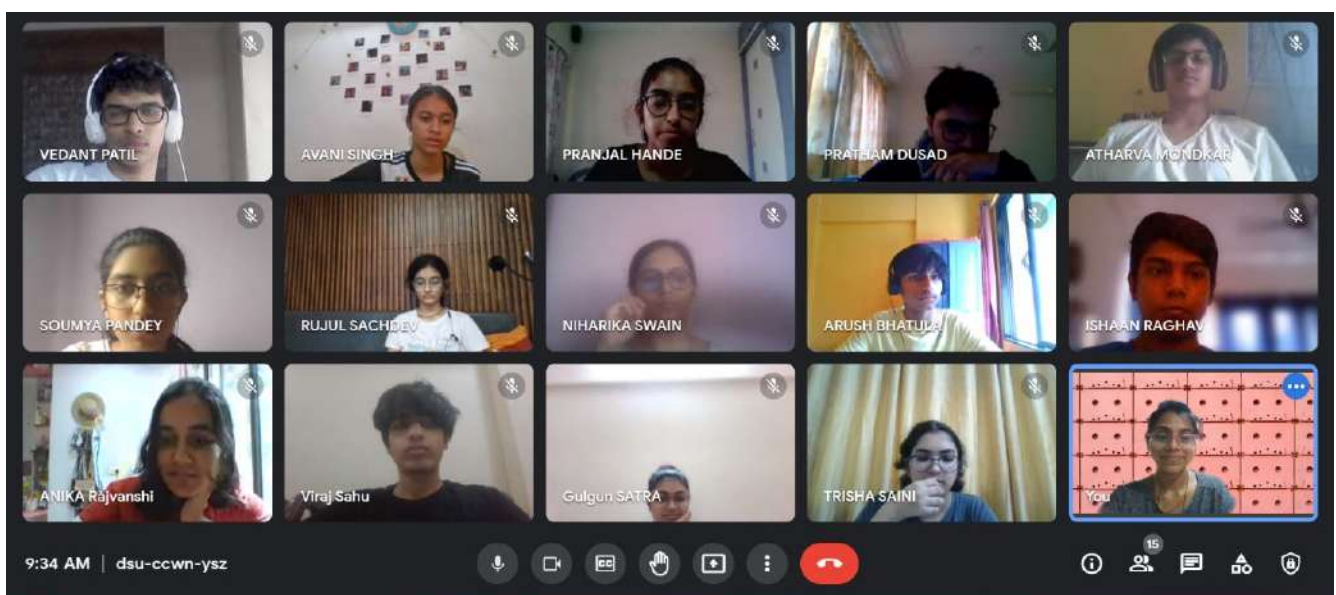 VEDANT PATIL
AVANI SINGH
PRANJAL HANDE
PRATHAM DUSAD
ATHARVA MONDKAR
SOUMYA PANDEY
RUJUL SACHDEV
NIHARIKA SWAIN
ARUSH BHATULA
ISHAAN RAGHAV
ANIKA Rajvanshi
Viraj Sahu
Gulgun SATRA
TRISHA SAINI
You
9:34 AM | dsu-ccwn-ysz
CC
15